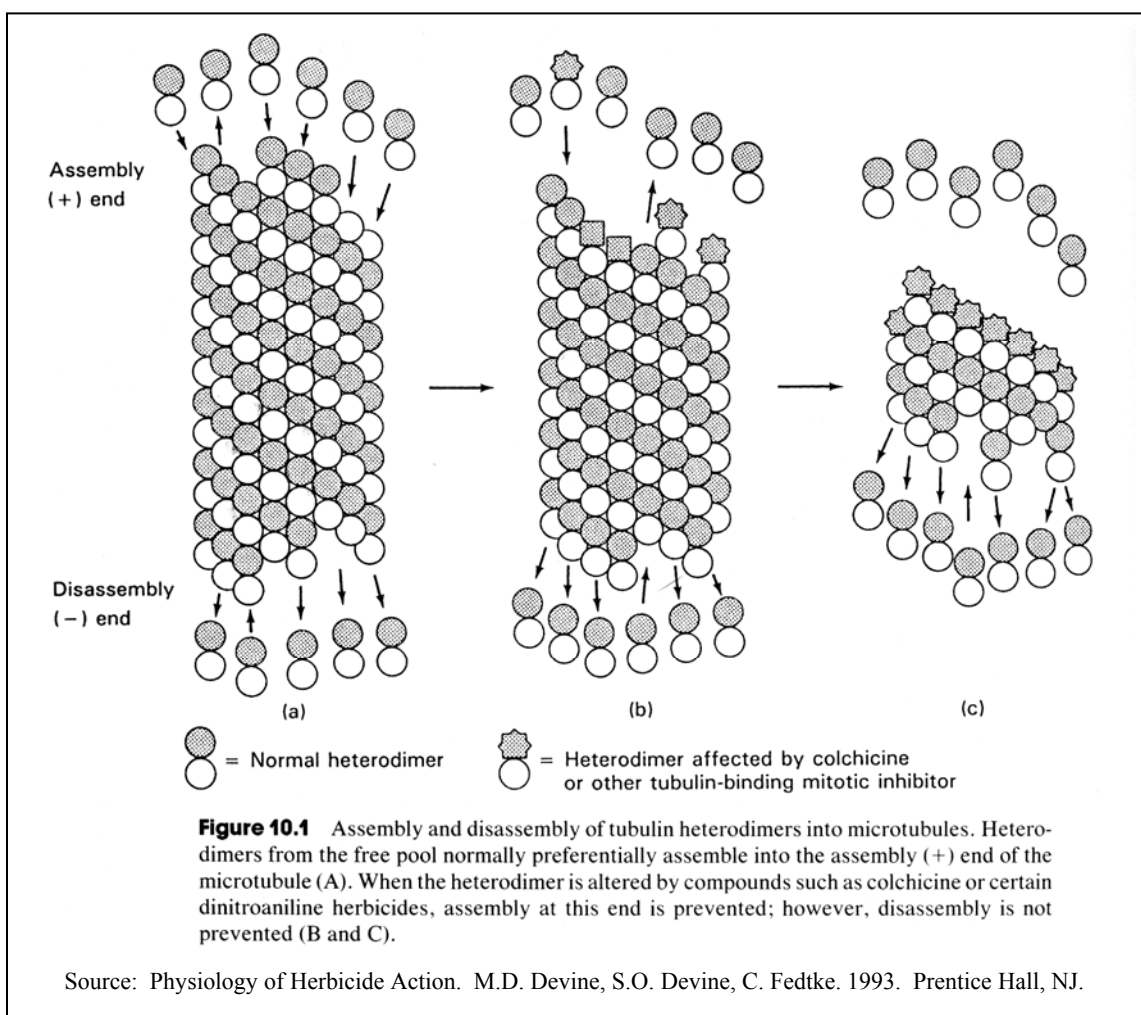 Assembly
(+) end
Disassembly
(−) end
(a)
(b)
(c)
= Normal heterodimer
= Heterodimer affected by colchicine
or other tubulin-binding mitotic inhibitor
Figure 10.1 Assembly and disassembly of tubulin heterodimers into microtubules. Hetero-
dimers from the free pool normally preferentially assemble into the assembly (+) end of the
microtubule (A). When the heterodimer is altered by compounds such as colchicine or certain
dinitroaniline herbicides, assembly at this end is prevented; however, disassembly is not
prevented (B and C).
Source: Physiology of Herbicide Action. M.D. Devine, S.O. Devine, C. Fedtke. 1993. Prentice Hall, NJ.